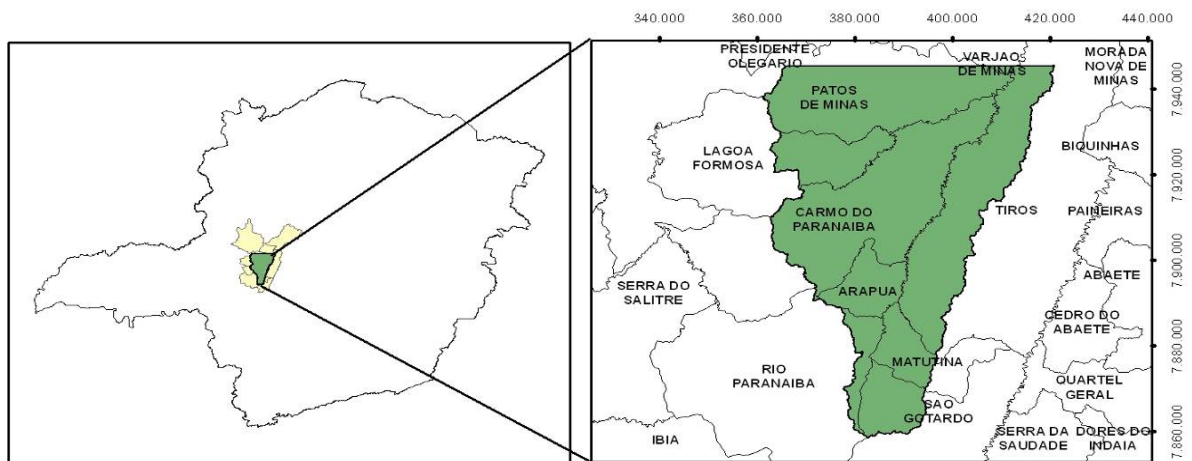 340.000 360.000 380.000 400.000 420.000 440.000
PRESIDENTE
OLEGARIO
VARJAO
DE MINAS
MORADA
NOVA DE
MINAS
PATOS
DE MINAS
7.940.000
LAGOA
FORMOSA
BIQUINHAS
7.920.000
CARMO DO
PARANAIBA
TIROS
PAINEIRAS
7.900.000
SERRA DO
SALITRE
ARAPUA
ABAETE
CEDRO DO
ABAETE
7.880.000
RIO
PARANAIBA
MATUTINA
QUARTEL
GERAL
SAO
GOTARDO
IBIA
SERRA DA
SAUDADE
DORES DO
INDAIA
7.860.000